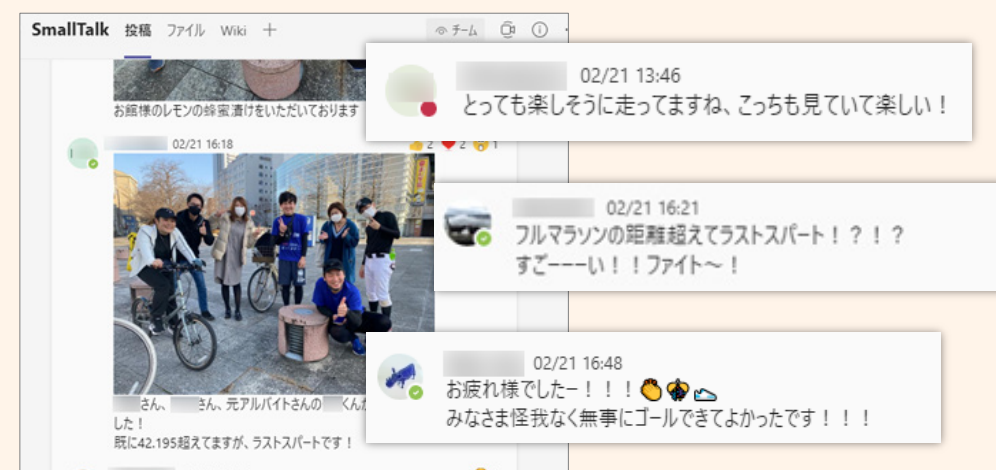 SmallTalk 投稿 ファイル Wiki + チーム
お館様のレモンの蜂蜜漬けをいただいております
02/21 16:18
2 2 1
さん、 さん、元アルバイトさんの くんが
した！
既に42.195超えてますが、ラストスパートです！
02/21 13:46
とっても楽しそうに走ってますね、こっちも見ていて楽しい！
02/21 16:21
フルマラソンの距離超えてラストスパート！？！？
すごーーーい！！ファイト～！
02/21 16:48
お疲れ様でしたー！！！👏🗣👟
みなさま怪我なく無事にゴールできてよかったです！！！